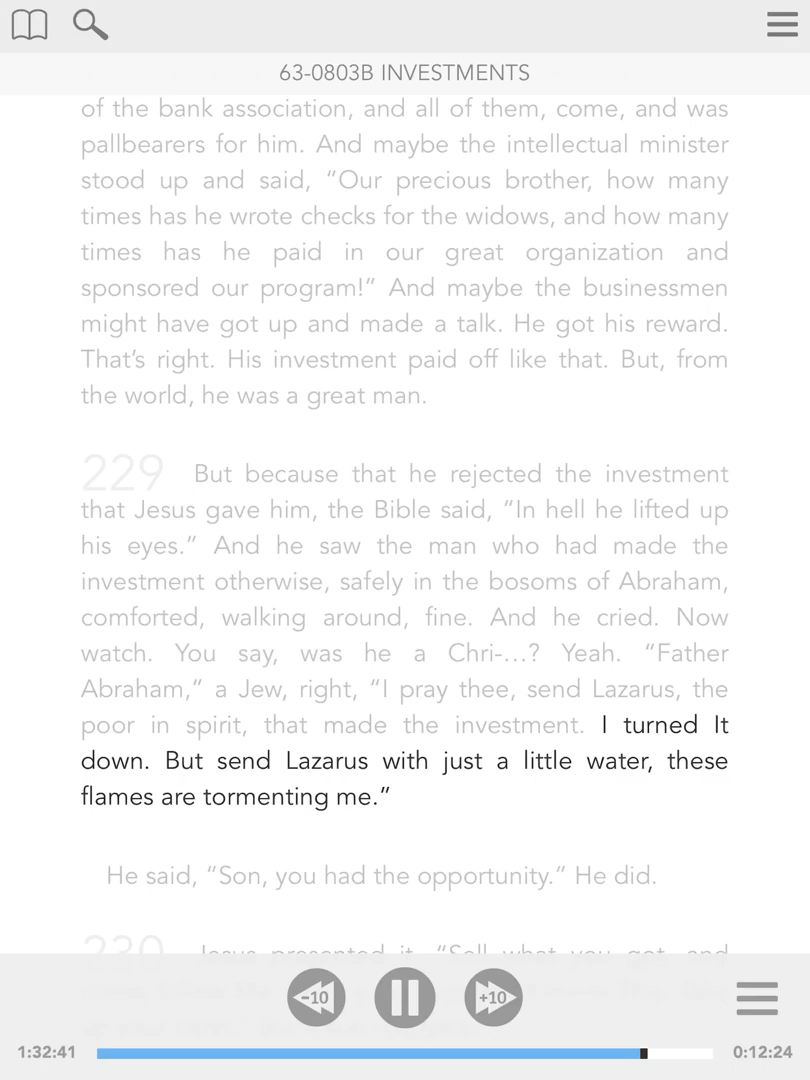 63-0803B INVESTMENTS
of the bank association, and all of them, come, and was
pallbearers for him. And maybe the intellectual minister
stood up and said, “Our precious brother, how many
times has he wrote checks for the widows, and how many
times has he paid in our great organization and
sponsored our program!” And maybe the businessmen
might have got up and made a talk. He got his reward.
That’s right. His investment paid off like that. But, from
the world, he was a great man.
229 But because that he rejected the investment
that Jesus gave him, the Bible said, “In hell he lifted up
his eyes.” And he saw the man who had made the
investment otherwise, safely in the bosoms of Abraham,
comforted, walking around, fine. And he cried. Now
watch. You say, was he a Chri-...? Yeah. “Father
Abraham,” a Jew, right, “I pray thee, send Lazarus, the
poor in spirit, that made the investment. I turned It
down. But send Lazarus with just a little water, these
flames are tormenting me.”
He said, “Son, you had the opportunity.” He did.
230 Jesus presented it, “Sell what you got, and
-10 +10
1:32:41 0:12:24